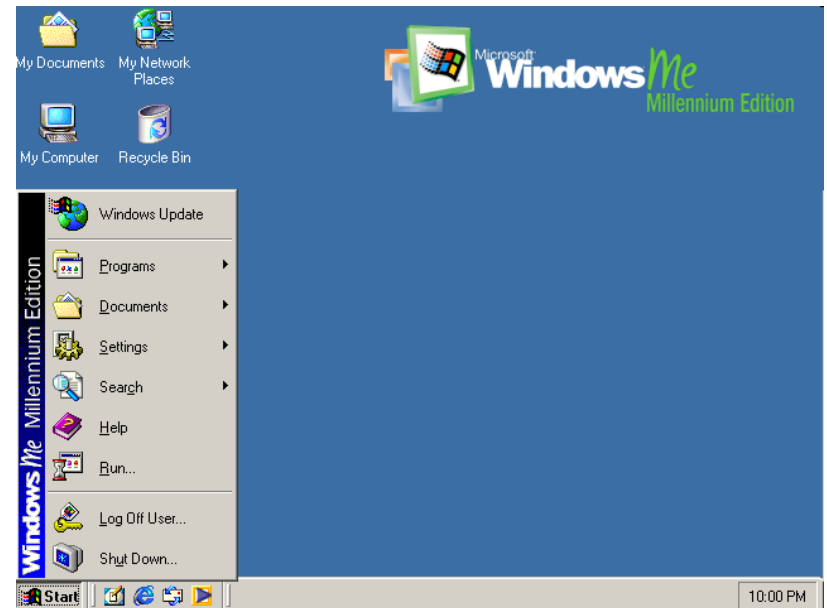 My Documents
My Network
Places
My Computer
Recycle Bin
Microsoft
Windows Me
Millennium Edition
Windows Me Millennium Edition
Windows Update
Programs
Documents
Settings
Search
Help
Run...
Log Off User...
Shut Down...
Start
10:00 PM